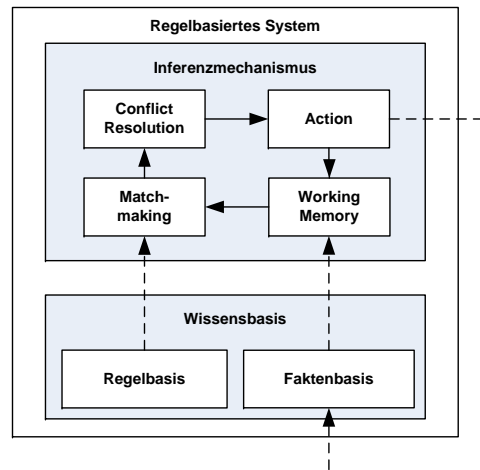 Regelbasiertes System
Inferenzmechanismus
Conflict
Resolution
Action
Match-
making
Working
Memory
Wissensbasis
Regelbasis
Faktenbasis